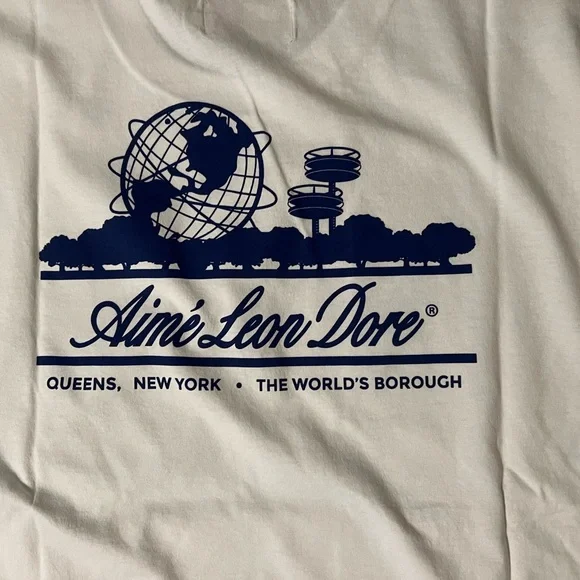 Aimé Leon Dore®
QUEENS, NEW YORK • THE WORLD'S BOROUGH